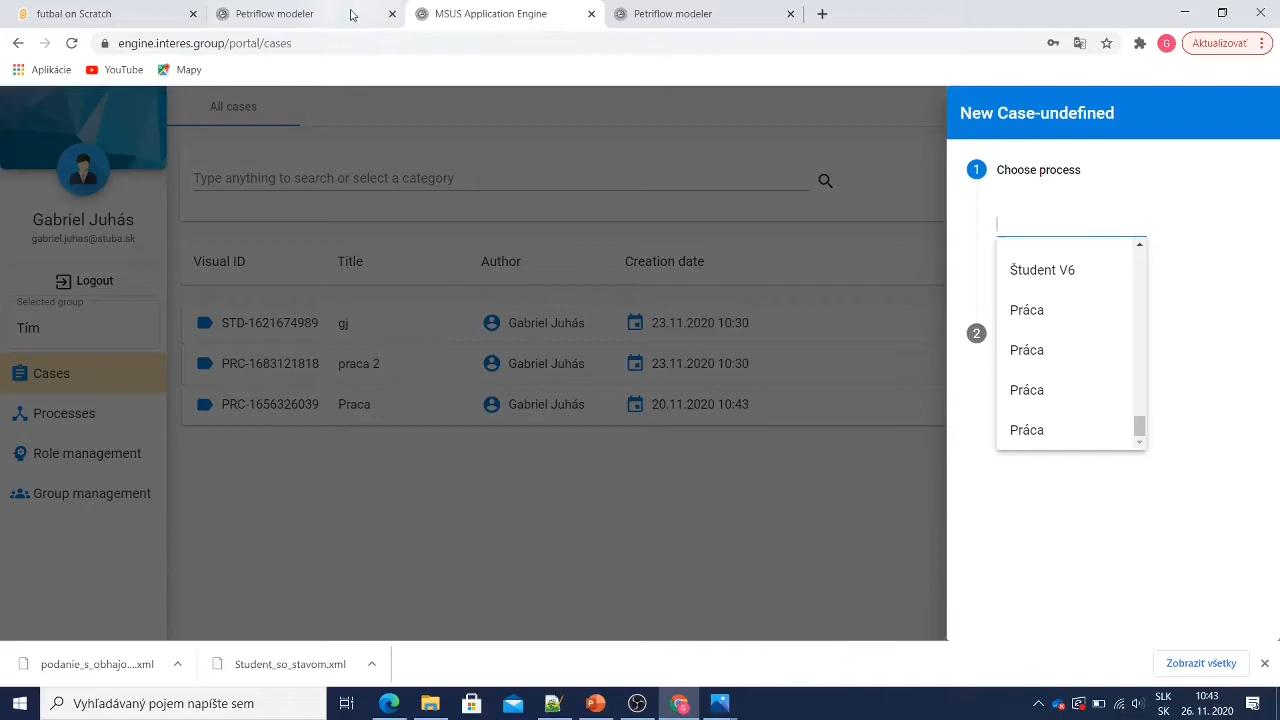 futbal on Scratch
Petriflow modeler
MSUS Application Engine
Petriflow modeler
engine.interes.group/portal/cases
G
Aktualizovať
Aplikácie
YouTube
Mapy
All cases
New Case-undefined
1
Choose process
Type anything to search or select a category
Gabriel Juhás
gabriel.juhas@stuba.sk
Logout
Selected group
Tím
Cases
Processes
Role management
Group management
Visual ID
Title
Author
Creation date
STD-1621674989
gj
Gabriel Juhás
23.11.2020 10:30
PRC-1683121818
praca 2
Gabriel Juhás
23.11.2020 10:30
PRC-1656326039
Praca
Gabriel Juhás
20.11.2020 10:43
Študent V6
Práca
Práca
Práca
Práca
2
podanie_s_obhajo....xml
Student_so_stavom.xml
Zobraziť všetky
Vyhľadávaný pojem napíšte sem
SLK
SK
10:43
26. 11. 2020